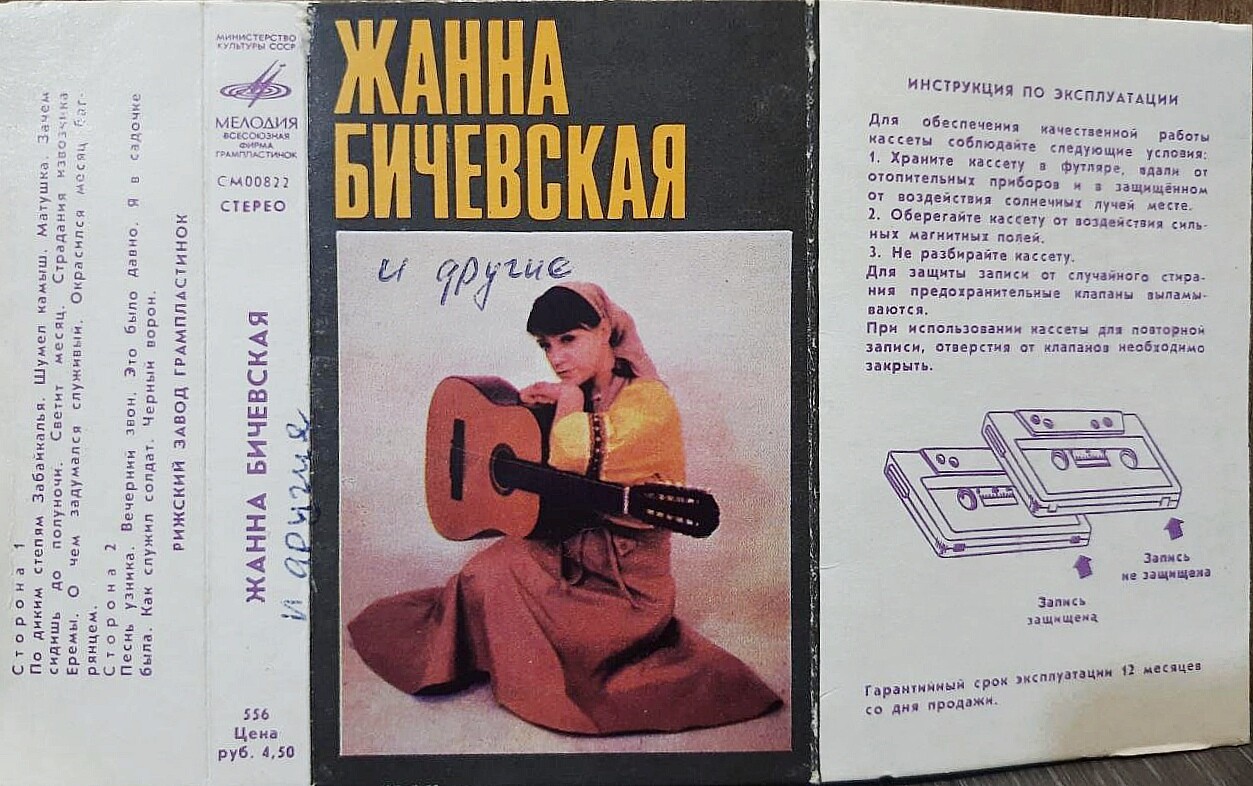 Сторона 1
По диким степям Забайкалья. Шумел камыш. Матушка. Зачем
сидишь до полуночи. Светит месяц. Страдания извозчика
Еремы. О чем задумался служивый. Окрасился месяц баг-
рянцем.
Сторона 2
Песнь узника. Вечерний звон. Это было давно. Я в садочке
была. Как служил солдат. Черный ворон.
РИЖСКИЙ ЗАВОД ГРАМПЛАСТИНОК
МИНИСТЕРСТВО
КУЛЬТУРЫ СССР
МЕЛОДИЯ
ВСЕСОЮЗНАЯ
ФИРМА
ГРАМПЛАСТИНОК
СМ00822
СТЕРЕО
ЖАННА БИЧЕВСКАЯ
и другие
556
Цена
руб. 4,50
ЖАННА
БИЧЕВСКАЯ
и другие
ИНСТРУКЦИЯ ПО ЭКСПЛУАТАЦИИ
Для обеспечения качественной работы
кассеты соблюдайте следующие условия:
1. Храните кассету в футляре, вдали от
отопительных приборов и в защищённом
от воздействия солнечных лучей месте.
2. Оберегайте кассету от воздействия силь-
ных магнитных полей.
3. Не разбирайте кассету.
Для защиты записи от случайного стира-
ния предохранительные клапаны выламы-
ваются.
При использовании кассеты для повторной
записи, отверстия от клапанов необходимо
закрыть.
Запись
не защищена
Запись
защищена
Гарантийный срок эксплуатации 12 месяцев
со дня продажи.